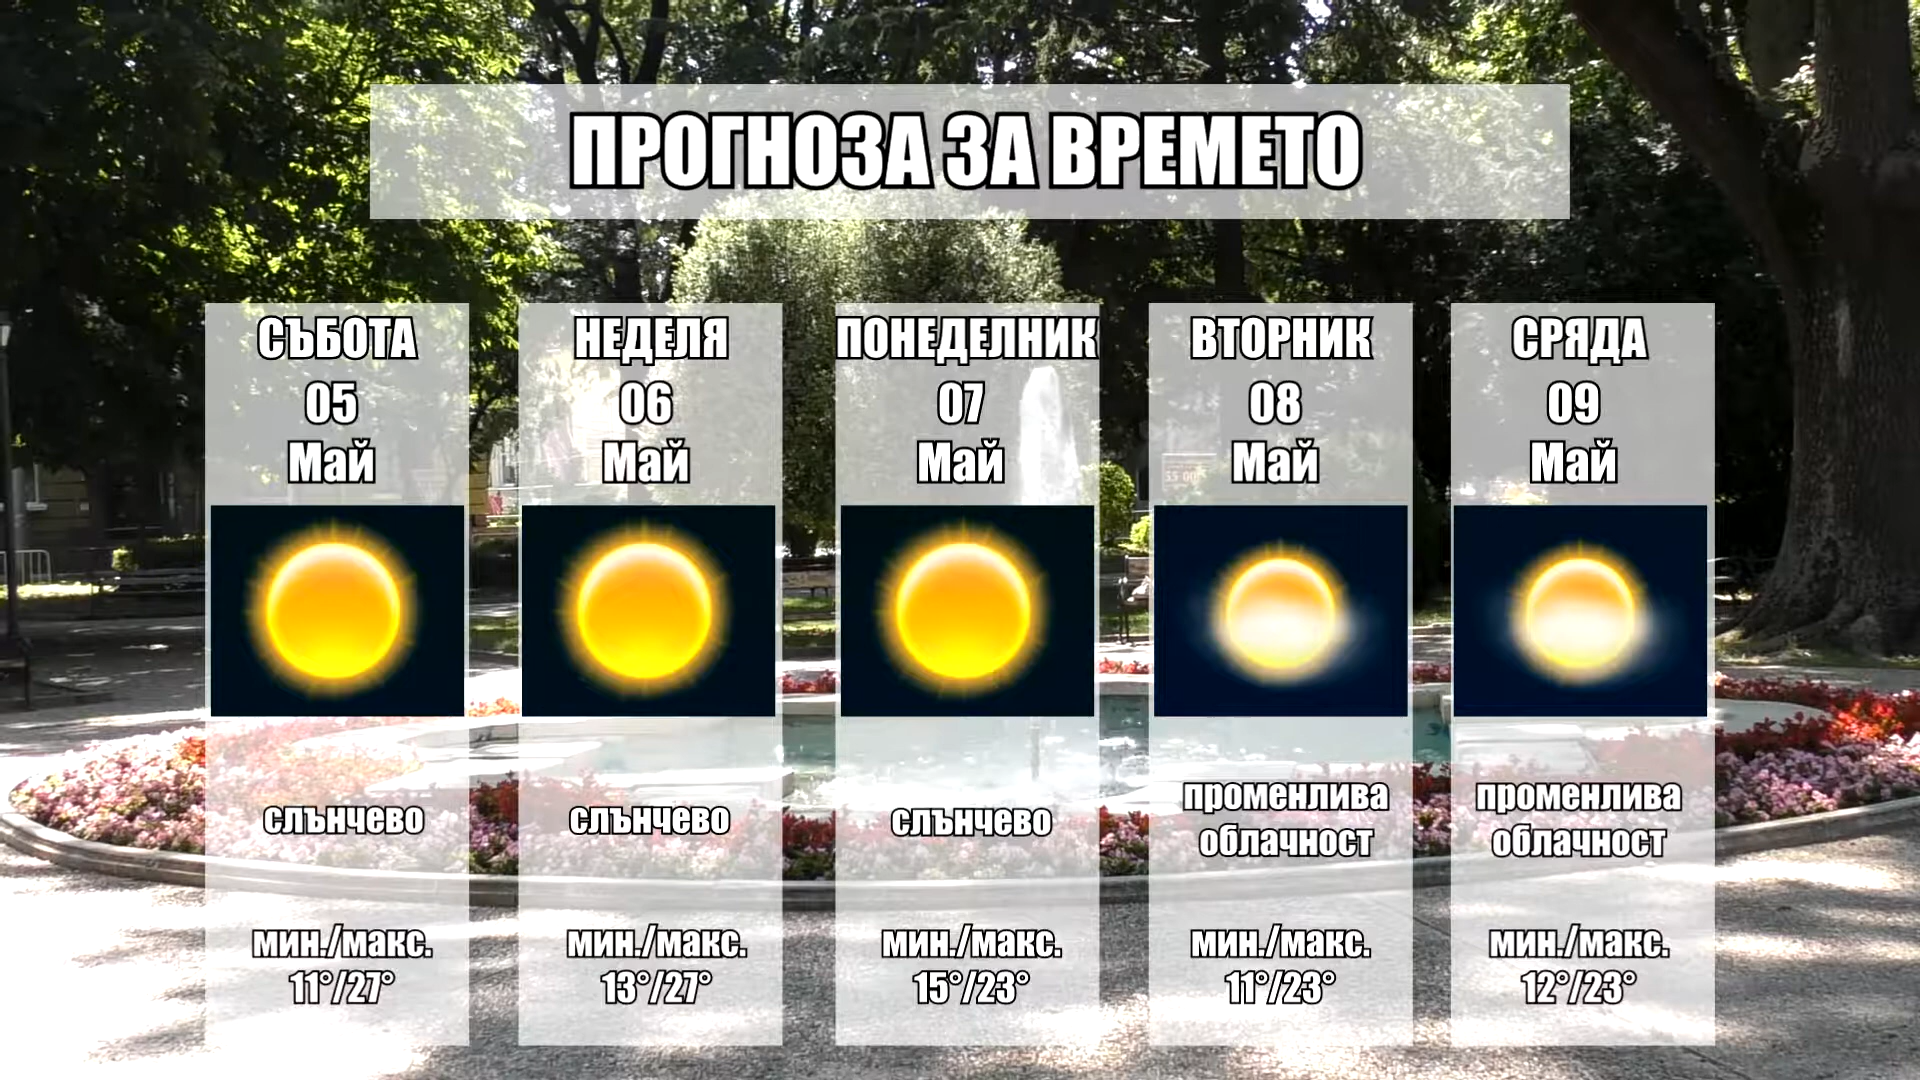 ПРОГНОЗА ЗА ВРЕМЕТО
СЪБОТА
05
Май
слънчево
мин./макс.
11°/27°
НЕДЕЛЯ
06
Май
слънчево
мин./макс.
13°/27°
ПОНЕДЕЛНИК
07
Май
слънчево
мин./макс.
15°/23°
ВТОРНИК
08
Май
променлива
облачност
мин./макс.
11°/23°
СРЯДА
09
Май
променлива
облачност
мин./макс.
12°/23°